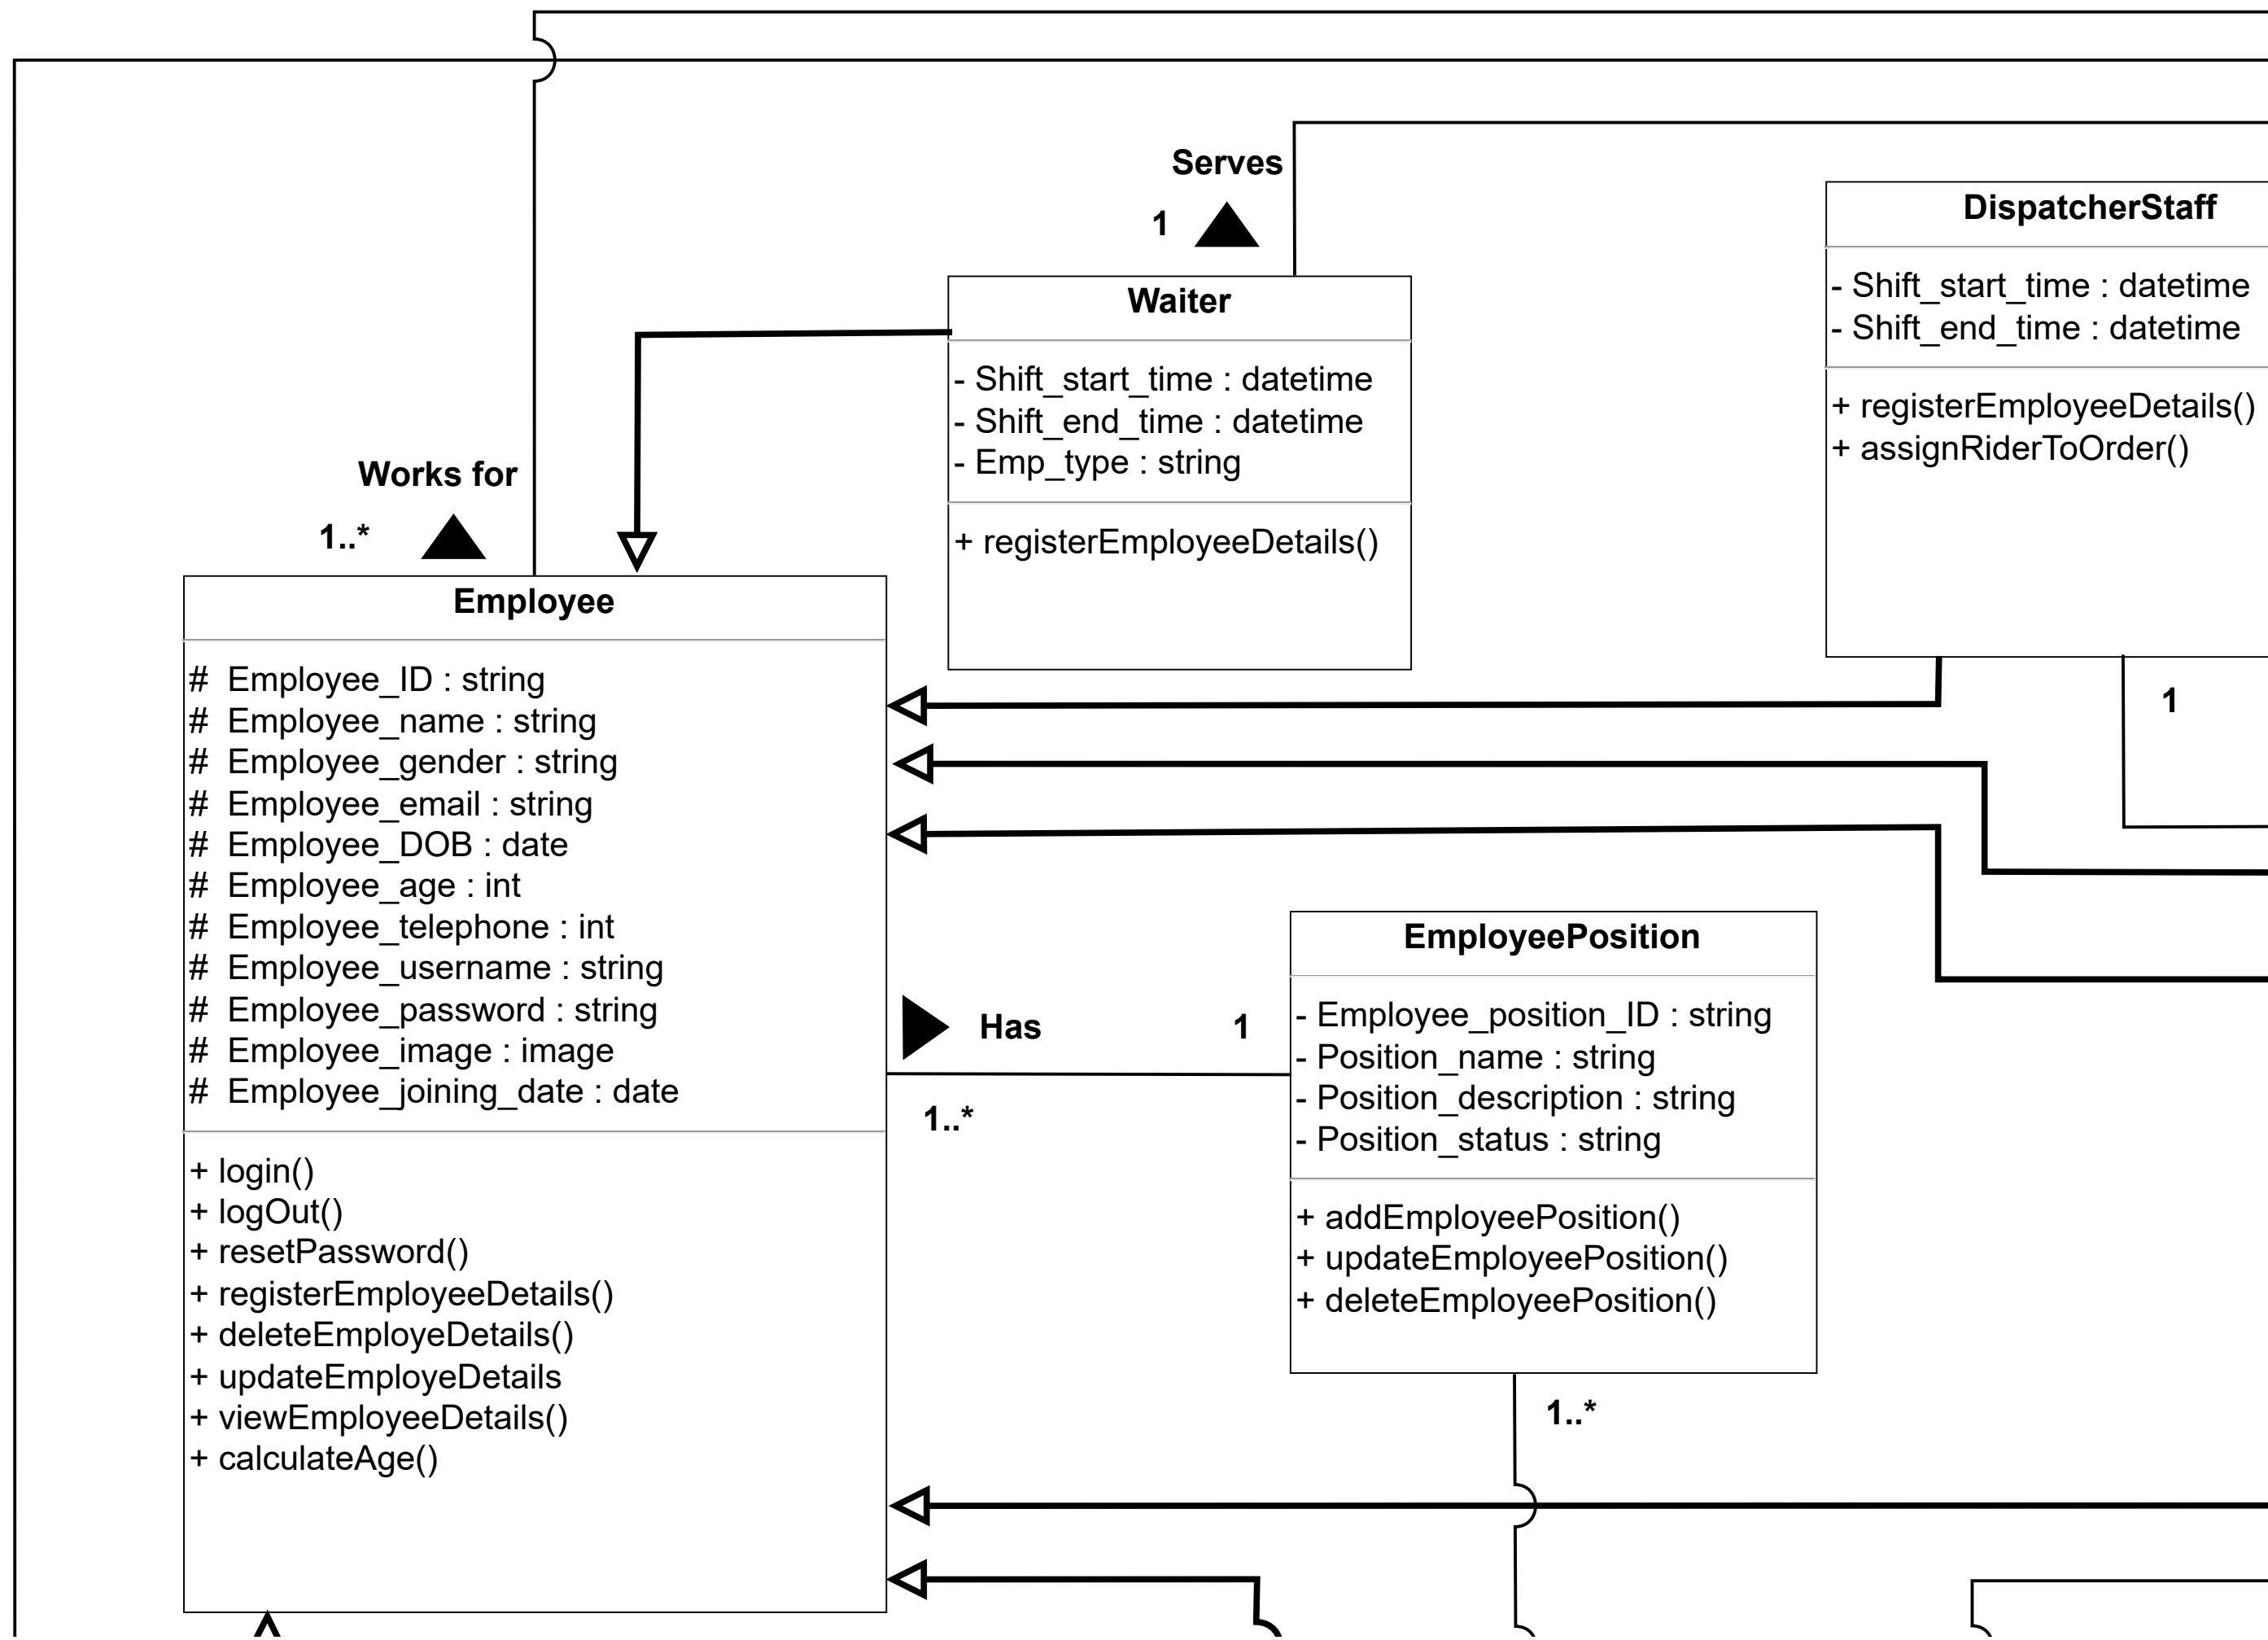 Serves
1
Waiter
- Shift_start_time : datetime
- Shift_end_time : datetime
- Emp_type : string
+ registerEmployeeDetails()
DispatcherStaff
- Shift_start_time : datetime
- Shift_end_time : datetime
+ registerEmployeeDetails()
+ assignRiderToOrder()
1
Works for
1..*
Employee
# Employee_ID : string
# Employee_name : string
# Employee_gender : string
# Employee_email : string
# Employee_DOB : date
# Employee_age : int
# Employee_telephone : int
# Employee_username : string
# Employee_password : string
# Employee_image : image
# Employee_joining_date : date
+ login()
+ logOut()
+ resetPassword()
+ registerEmployeeDetails()
+ deleteEmployeDetails()
+ updateEmployeDetails
+ viewEmployeeDetails()
+ calculateAge()
Has
1
1..*
EmployeePosition
- Employee_position_ID : string
- Position_name : string
- Position_description : string
- Position_status : string
+ addEmployeePosition()
+ updateEmployeePosition()
+ deleteEmployeePosition()
1..*